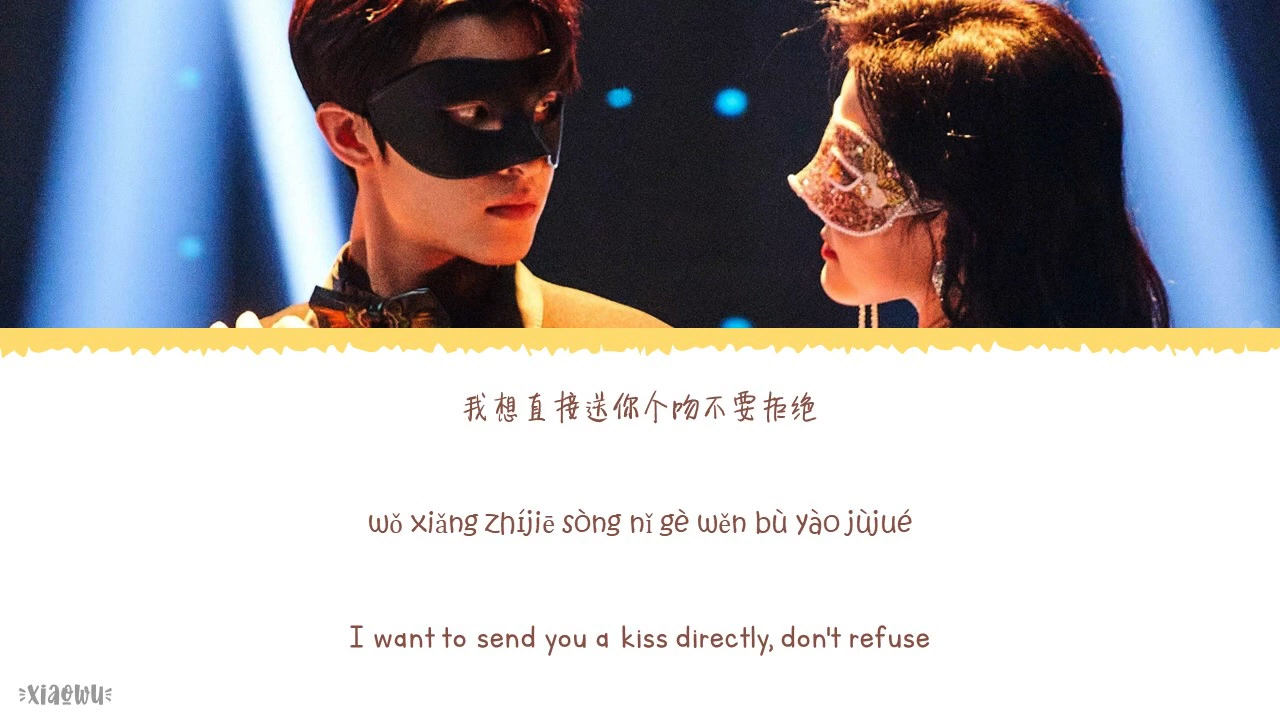 我想直接送你个吻不要拒绝
wǒ xiǎng zhíjiē sòng nǐ gè wěn bù yào jùjué
I want to send you a kiss directly, don't refuse
xiaowu